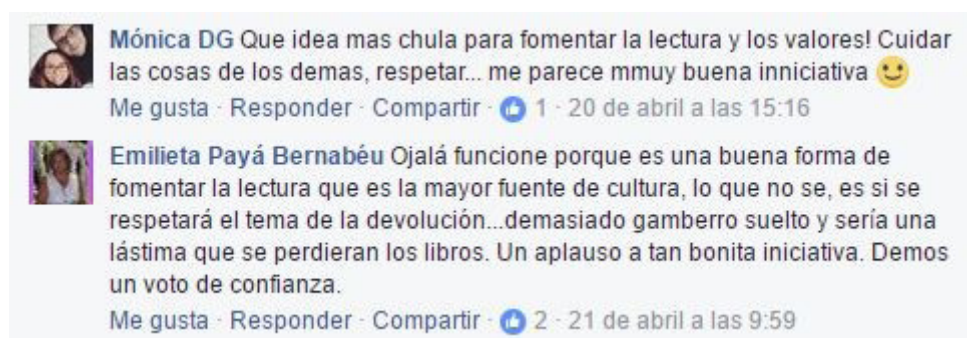 Mónica DG Que idea mas chula para fomentar la lectura y los valores! Cuidar
las cosas de los demas, respetar... me parece mmuy buena inniciativa
Me gusta · Responder · Compartir · 1 · 20 de abril a las 15:16
Emilieta Payá Bernabéu Ojalá funcione porque es una buena forma de
fomentar la lectura que es la mayor fuente de cultura, lo que no se, es si se
respetará el tema de la devolución...demasiado gamberro suelto y sería una
lástima que se perdieran los libros. Un aplauso a tan bonita iniciativa. Demos
un voto de confianza.
Me gusta · Responder · Compartir · 2 · 21 de abril a las 9:59